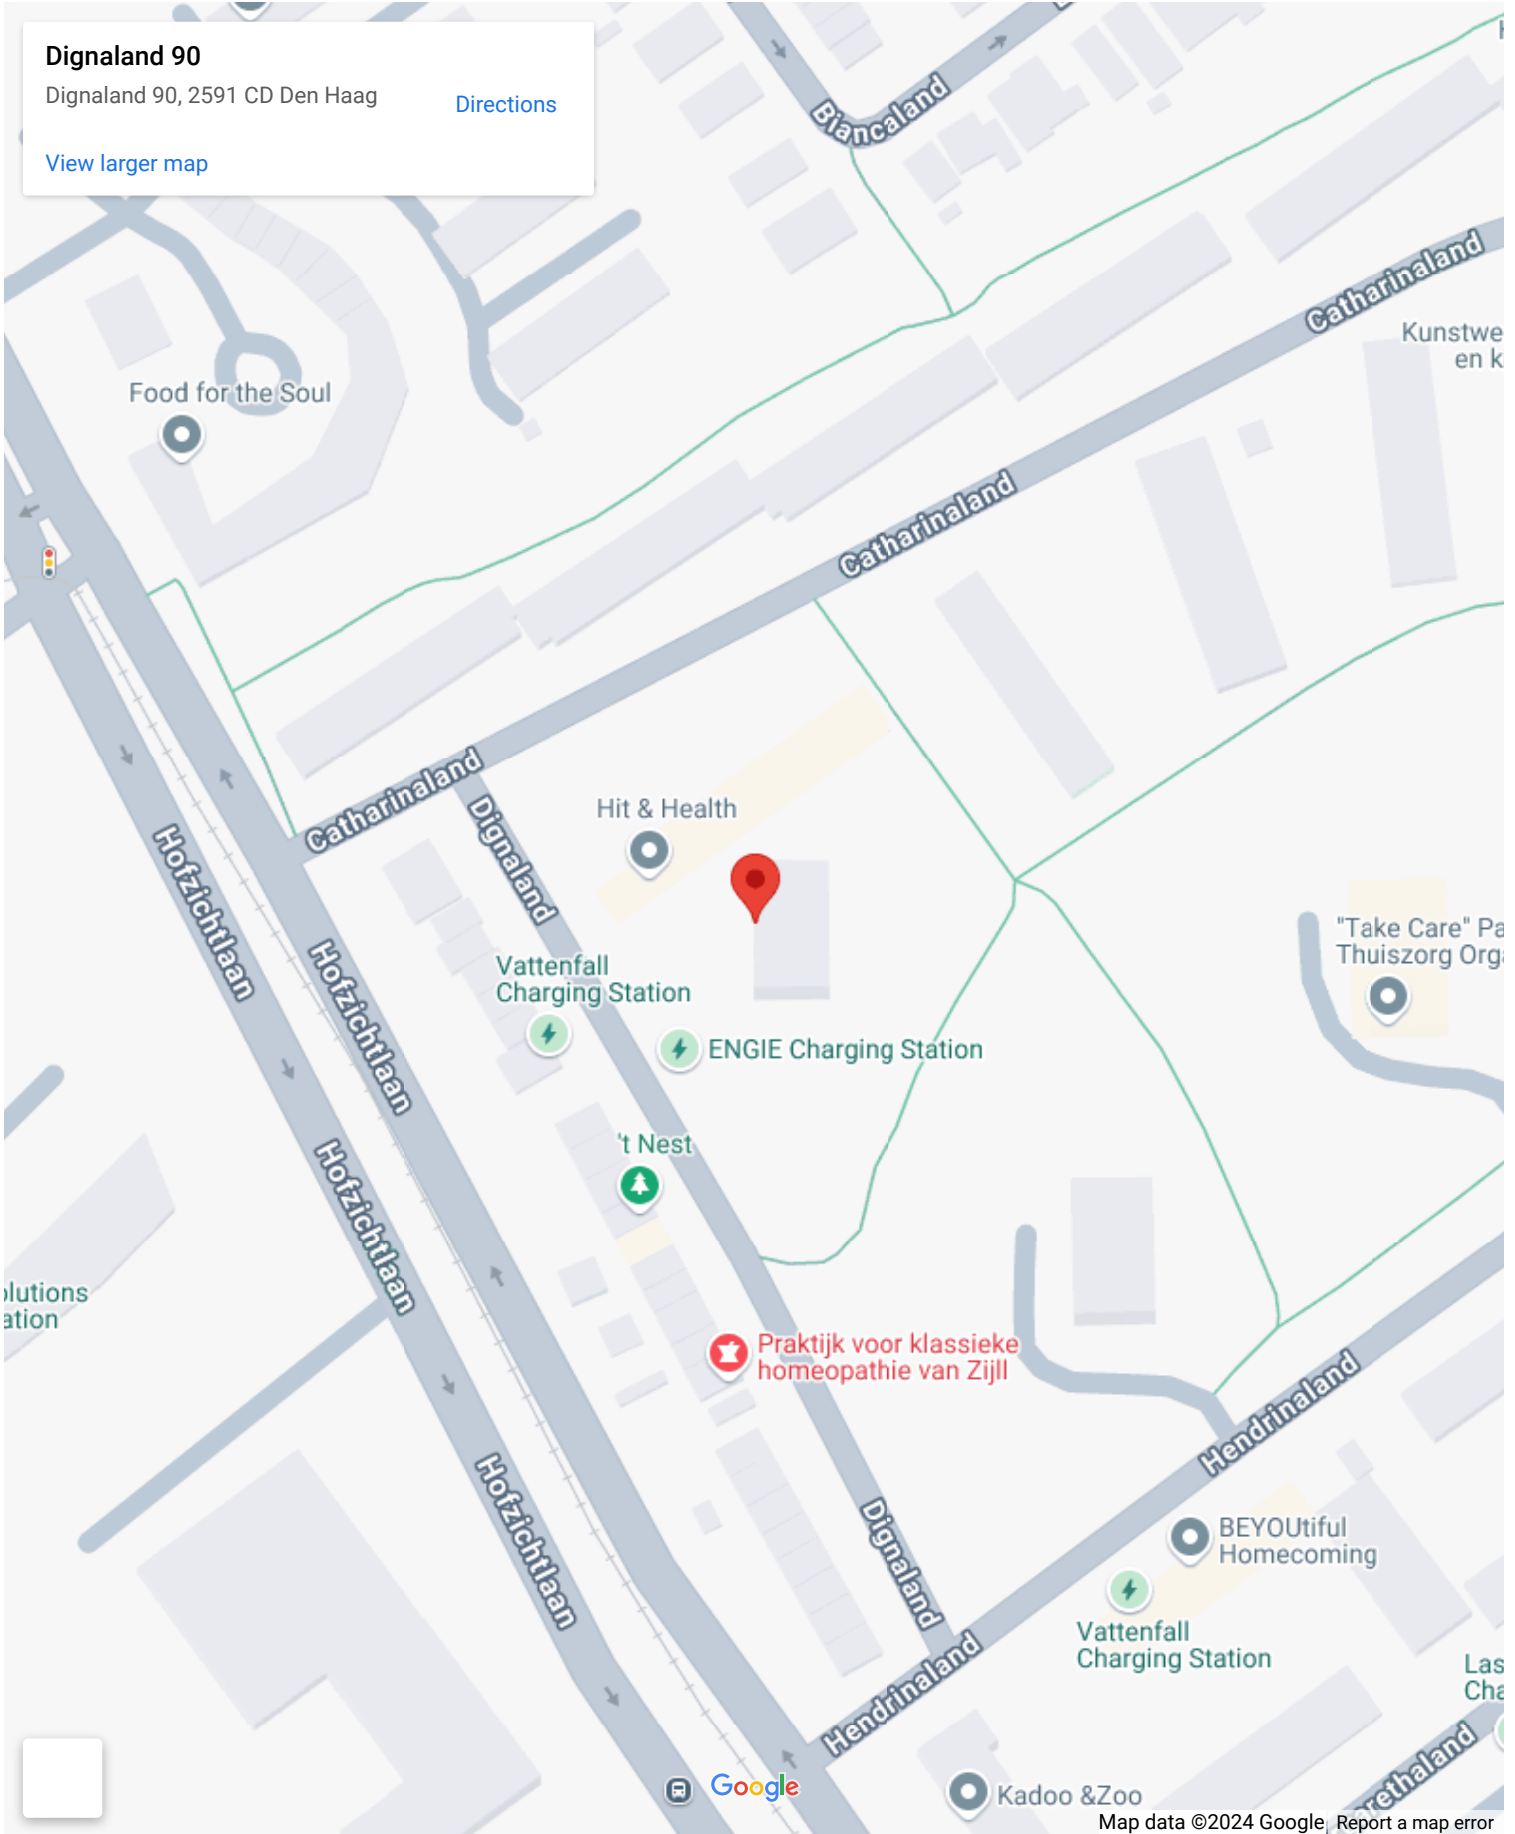 Dignaland 90
Dignaland 90, 2591 CD Den Haag
Directions
View larger map
Biancaland
Catharinaland
Kunstwe
en k
Food for the Soul
Catharinaland
Catharinaland
Dignaland
Hit & Health
Hofzichtlaan
Hofzichtlaan
"Take Care" Pa
Thuiszorg Orga
Vattenfall
Charging Station
ENGIE Charging Station
't Nest
Hofzichtlaan
olutions
ation
Praktijk voor klassieke
homeopathie van Zijll
Hendrinaland
Hofzichtlaan
Dignaland
BEYOUtiful
Homecoming
Vattenfall
Charging Station
Las
Cha
Hendrinaland
arethaland
Google
Kadoo &Zoo
Map data ©2024 Google
Report a map error